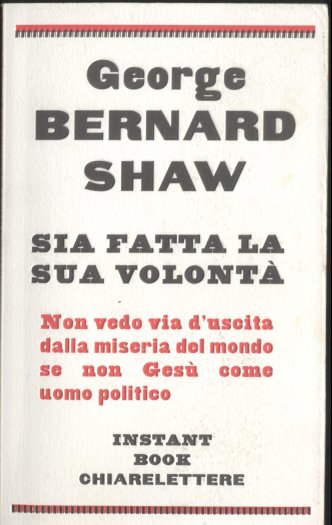 George
BERNARD
SHAW
SIA FATTA LA
SUA VOLONTÀ
Non vedo via d'uscita
dalla miseria del mondo
se non Gesù come
uomo politico
INSTANT
BOOK
CHIARELETTERE